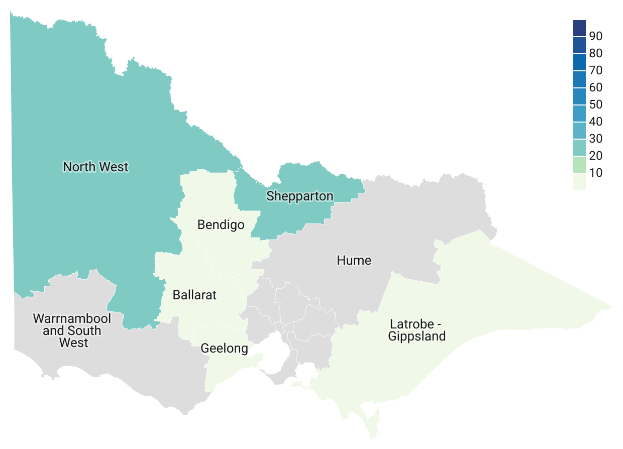 90
80
70
60
50
40
30
20
10
North West
Shepparton
Bendigo
Hume
Ballarat
Warrnambool
and South
West
Latrobe -
Gippsland
Geelong